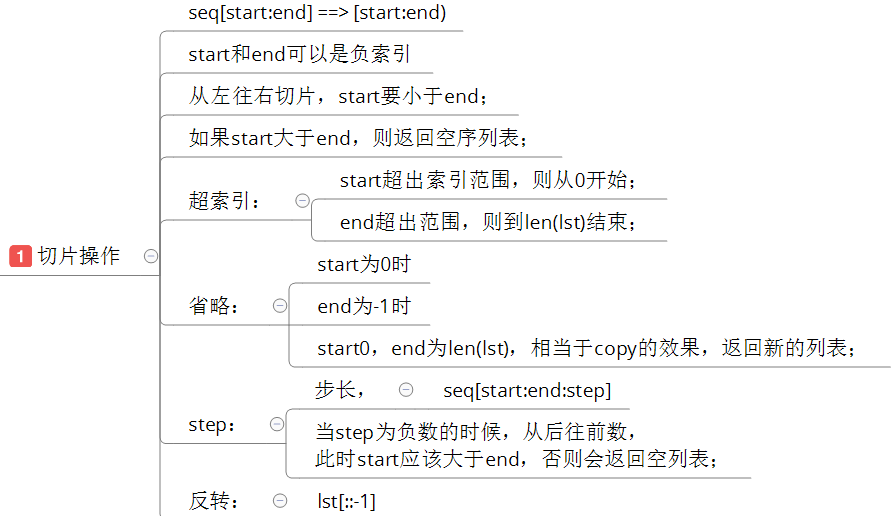 seq[start:end] ==> [start:end)
start和end可以是负索引
从左往右切片，start要小于end；
如果start大于end，则返回空序列表；
超索引：
start超出索引范围，则从0开始；
end超出范围，则到len(lst)结束；
1 切片操作
省略：
start为0时
end为-1时
start0，end为len(lst)，相当于copy的效果，返回新的列表；
step：
步长，
seq[start:end:step]
当step为负数的时候，从后往前数，
此时start应该大于end，否则会返回空列表；
反转：
lst[::-1]